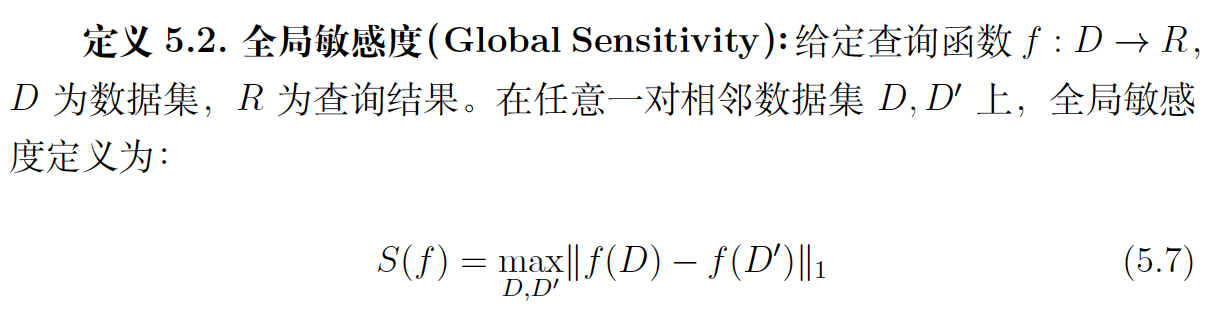 定义 5.2. 全局敏感度(Global Sensitivity):给定查询函数 f : D → R,
D 为数据集，R 为查询结果。在任意一对相邻数据集 D, D′ 上，全局敏感
度定义为：
S(f) = max_{D,D′} ‖f(D) − f(D′)‖₁ (5.7)